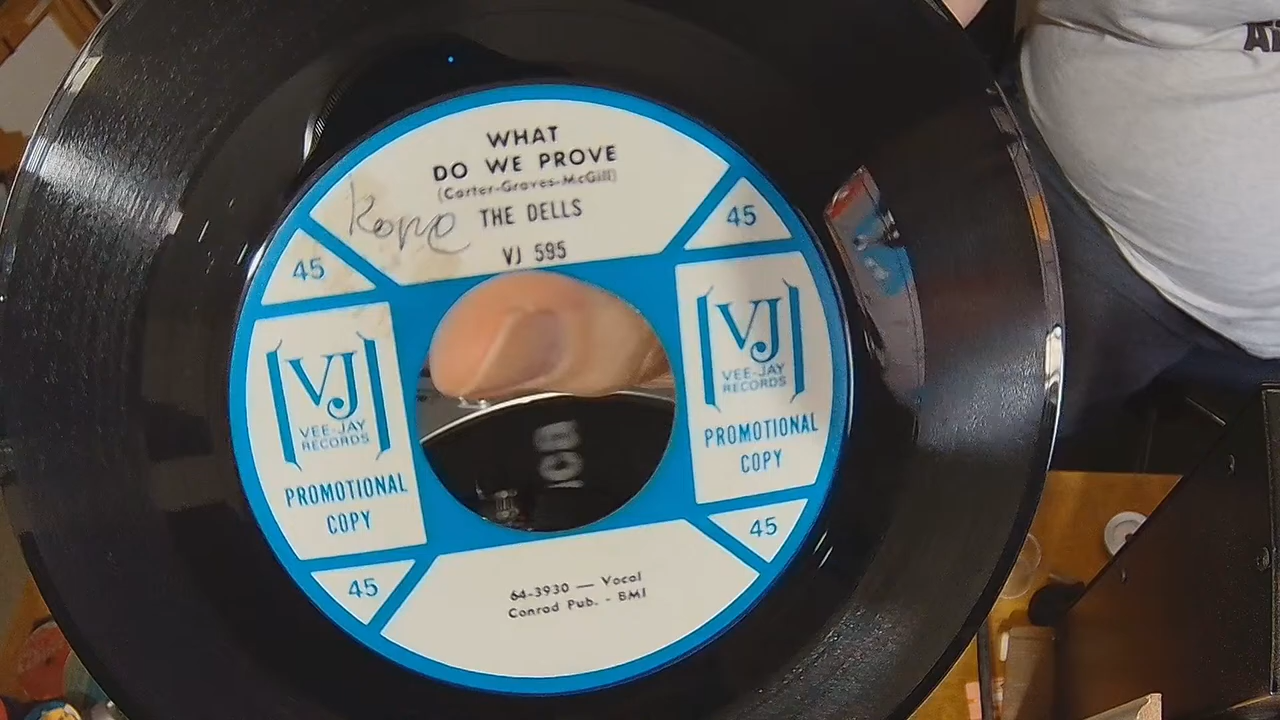 WHAT
DO WE PROVE
(Carter-Graves-McGill)
THE DELLS
VJ 595
45
45
VJ
VEE-JAY
RECORDS
PROMOTIONAL
COPY
VJ
VEE-JAY
RECORDS
PROMOTIONAL
COPY
45
45
64-3930 — Vocal
Conrad Pub. - BMI